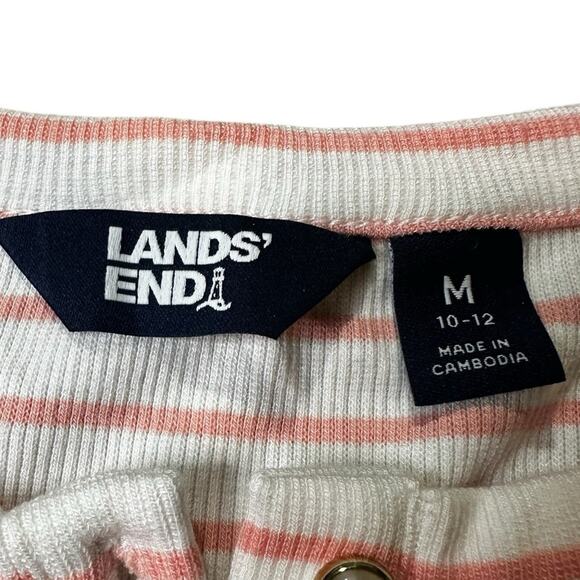 LANDS'
END
M
10-12
MADE IN
CAMBODIA